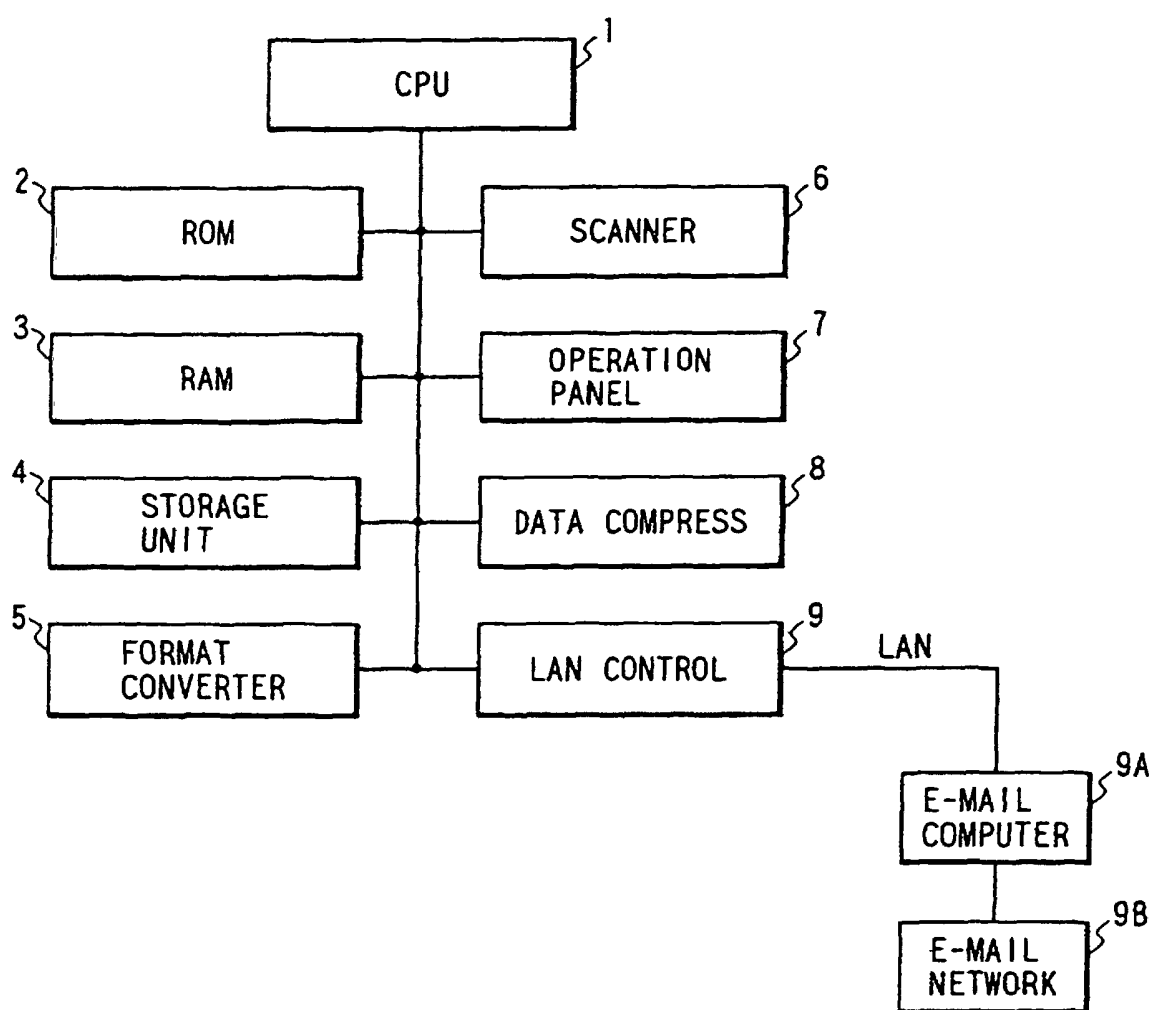 1
CPU
2
ROM
6
SCANNER
3
RAM
7
OPERATION
PANEL
4
STORAGE
UNIT
8
DATA COMPRESS
5
FORMAT
CONVERTER
9
LAN CONTROL
LAN
9A
E-MAIL
COMPUTER
9B
E-MAIL
NETWORK